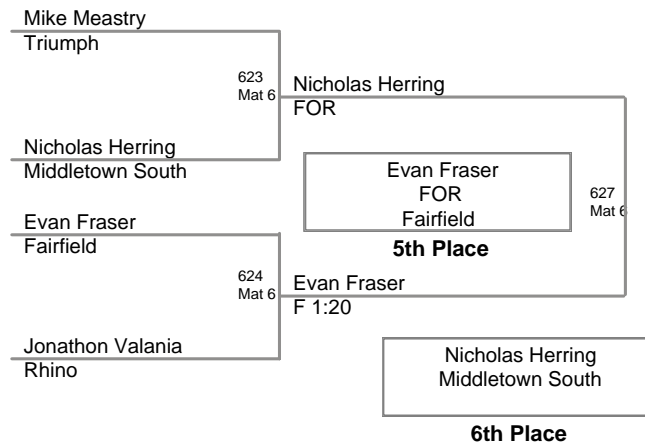 Mike Meastry
Triumph
623
Mat 6
Nicholas Herring
FOR
Nicholas Herring
Middletown South
Evan Fraser
FOR
Fairfield
5th Place
627
Mat 6
Evan Fraser
Fairfield
624
Mat 6
Evan Fraser
F 1:20
Jonathon Valania
Rhino
Nicholas Herring
Middletown South
6th Place